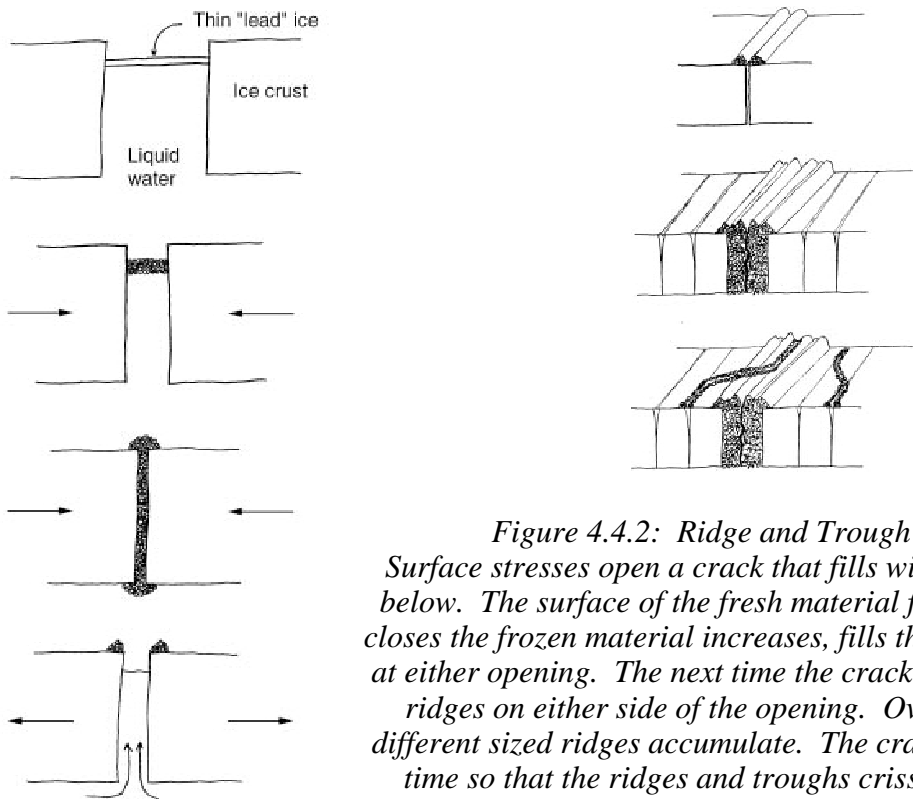 Thin "lead" ice
Ice crust
Liquid
water
Figure 4.4.2: Ridge and Trough
Surface stresses open a crack that fills wi
below. The surface of the fresh material f
closes the frozen material increases, fills th
at either opening. The next time the crack
ridges on either side of the opening. Ov
different sized ridges accumulate. The cra
time so that the ridges and troughs criss